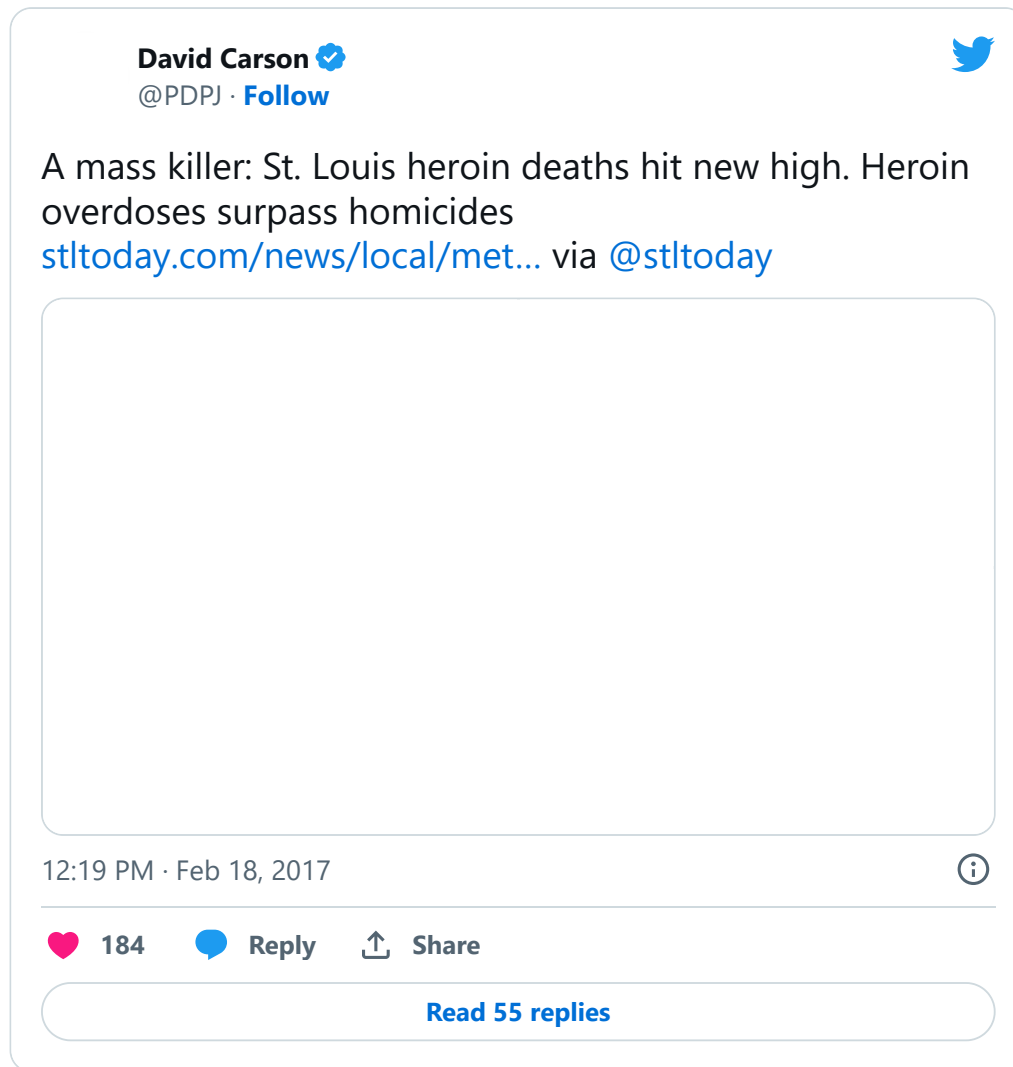 David Carson
@PDPJ · Follow
A mass killer: St. Louis heroin deaths hit new high. Heroin
overdoses surpass homicides
stltoday.com/news/local/met... via @stltoday
12:19 PM · Feb 18, 2017
184 Reply Share
Read 55 replies